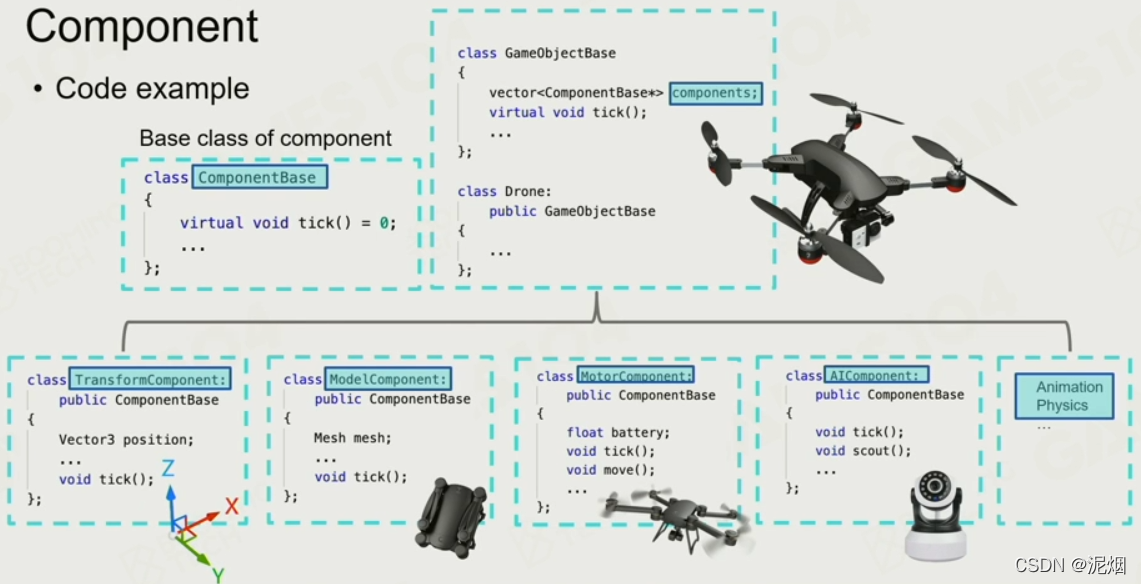 Component
• Code example
Base class of component
class ComponentBase
{
virtual void tick() = 0;
...
};
class GameObjectBase
{
vector<ComponentBase*> components;
virtual void tick();
...
};
class Drone:
public GameObjectBase
{
...
};
class TransformComponent:
public ComponentBase
{
Vector3 position;
...
void tick();
};
Z
X
Y
class ModelComponent:
public ComponentBase
{
Mesh mesh;
...
void tick();
};
class MotorComponent:
public ComponentBase
{
float battery;
void tick();
void move();
...
};
class AIComponent:
public ComponentBase
{
void tick();
void scout();
...
};
Animation
Physics
...
CSDN @泥烟